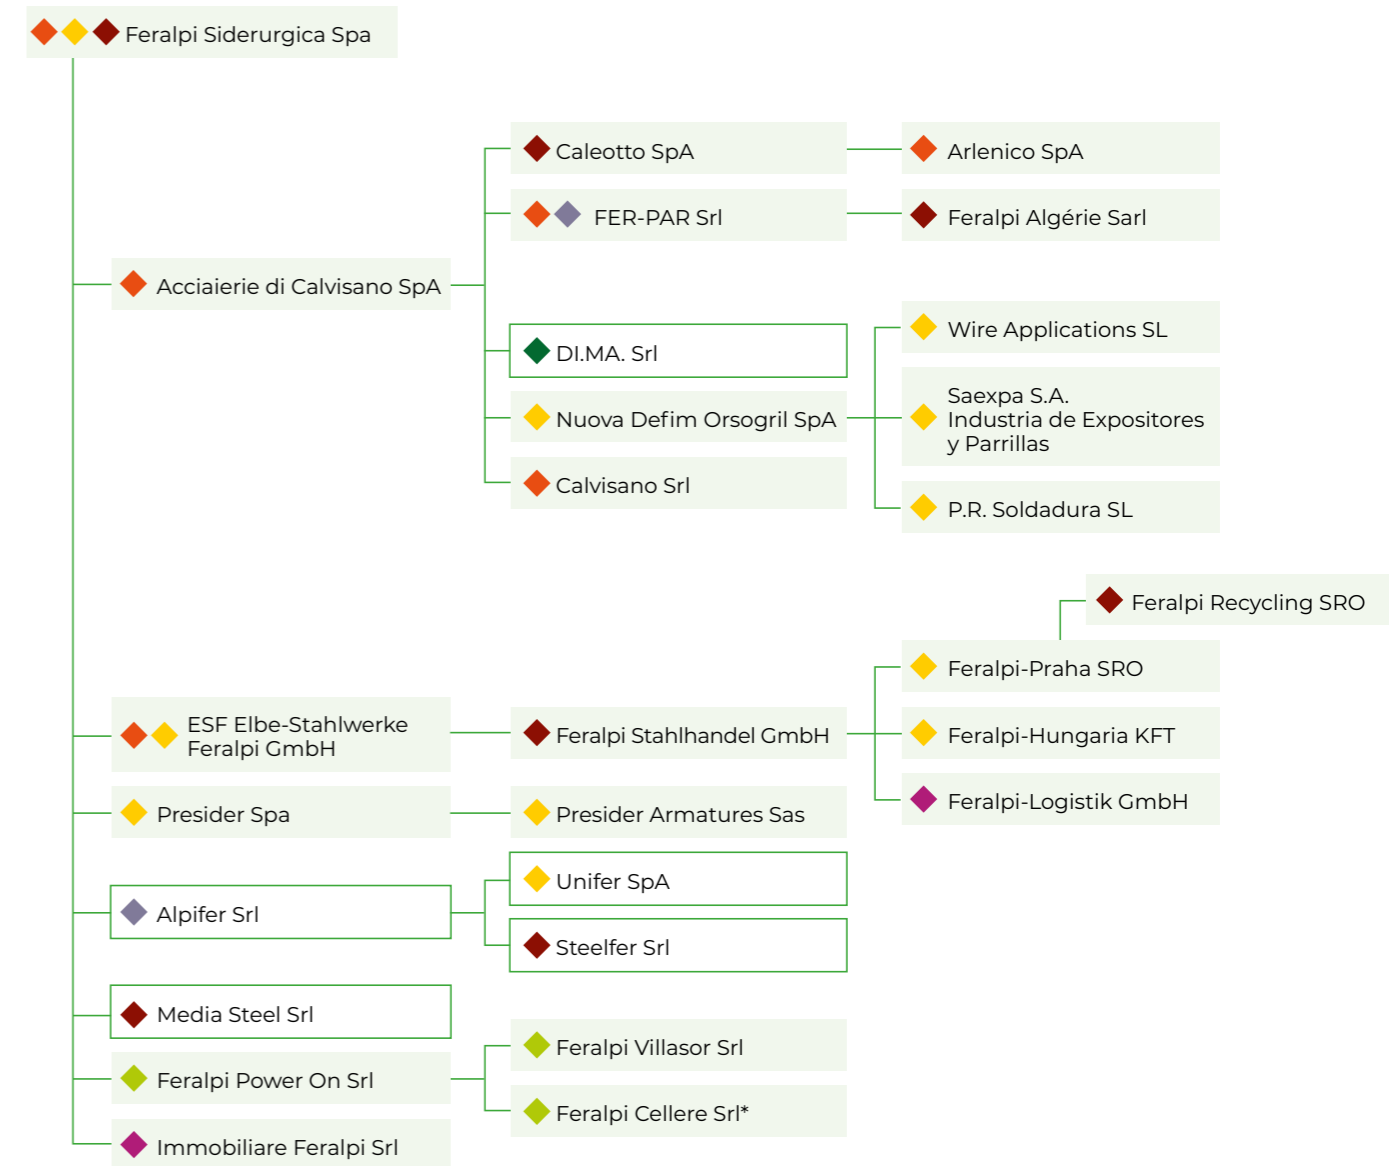 Feralpi Siderurgica Spa
Caleotto SpA
Arlenico SpA
FER-PAR Srl
Feralpi Algérie Sarl
Acciaierie di Calvisano SpA
Wire Applications SL
DI.MA. Srl
Saexpa S.A.
Industria de Expositores
y Parrillas
Nuova Defim Orsogril SpA
Calvisano Srl
P.R. Soldadura SL
Feralpi Recycling SRO
Feralpi-Praha SRO
ESF Elbe-Stahlwerke
Feralpi GmbH
Feralpi Stahlhandel GmbH
Feralpi-Hungaria KFT
Feralpi-Logistik GmbH
Presider Spa
Presider Armatures Sas
Unifer SpA
Alpifer Srl
Steelfer Srl
Media Steel Srl
Feralpi Villasor Srl
Feralpi Power On Srl
Feralpi Cellere Srl*
Immobiliare Feralpi Srl